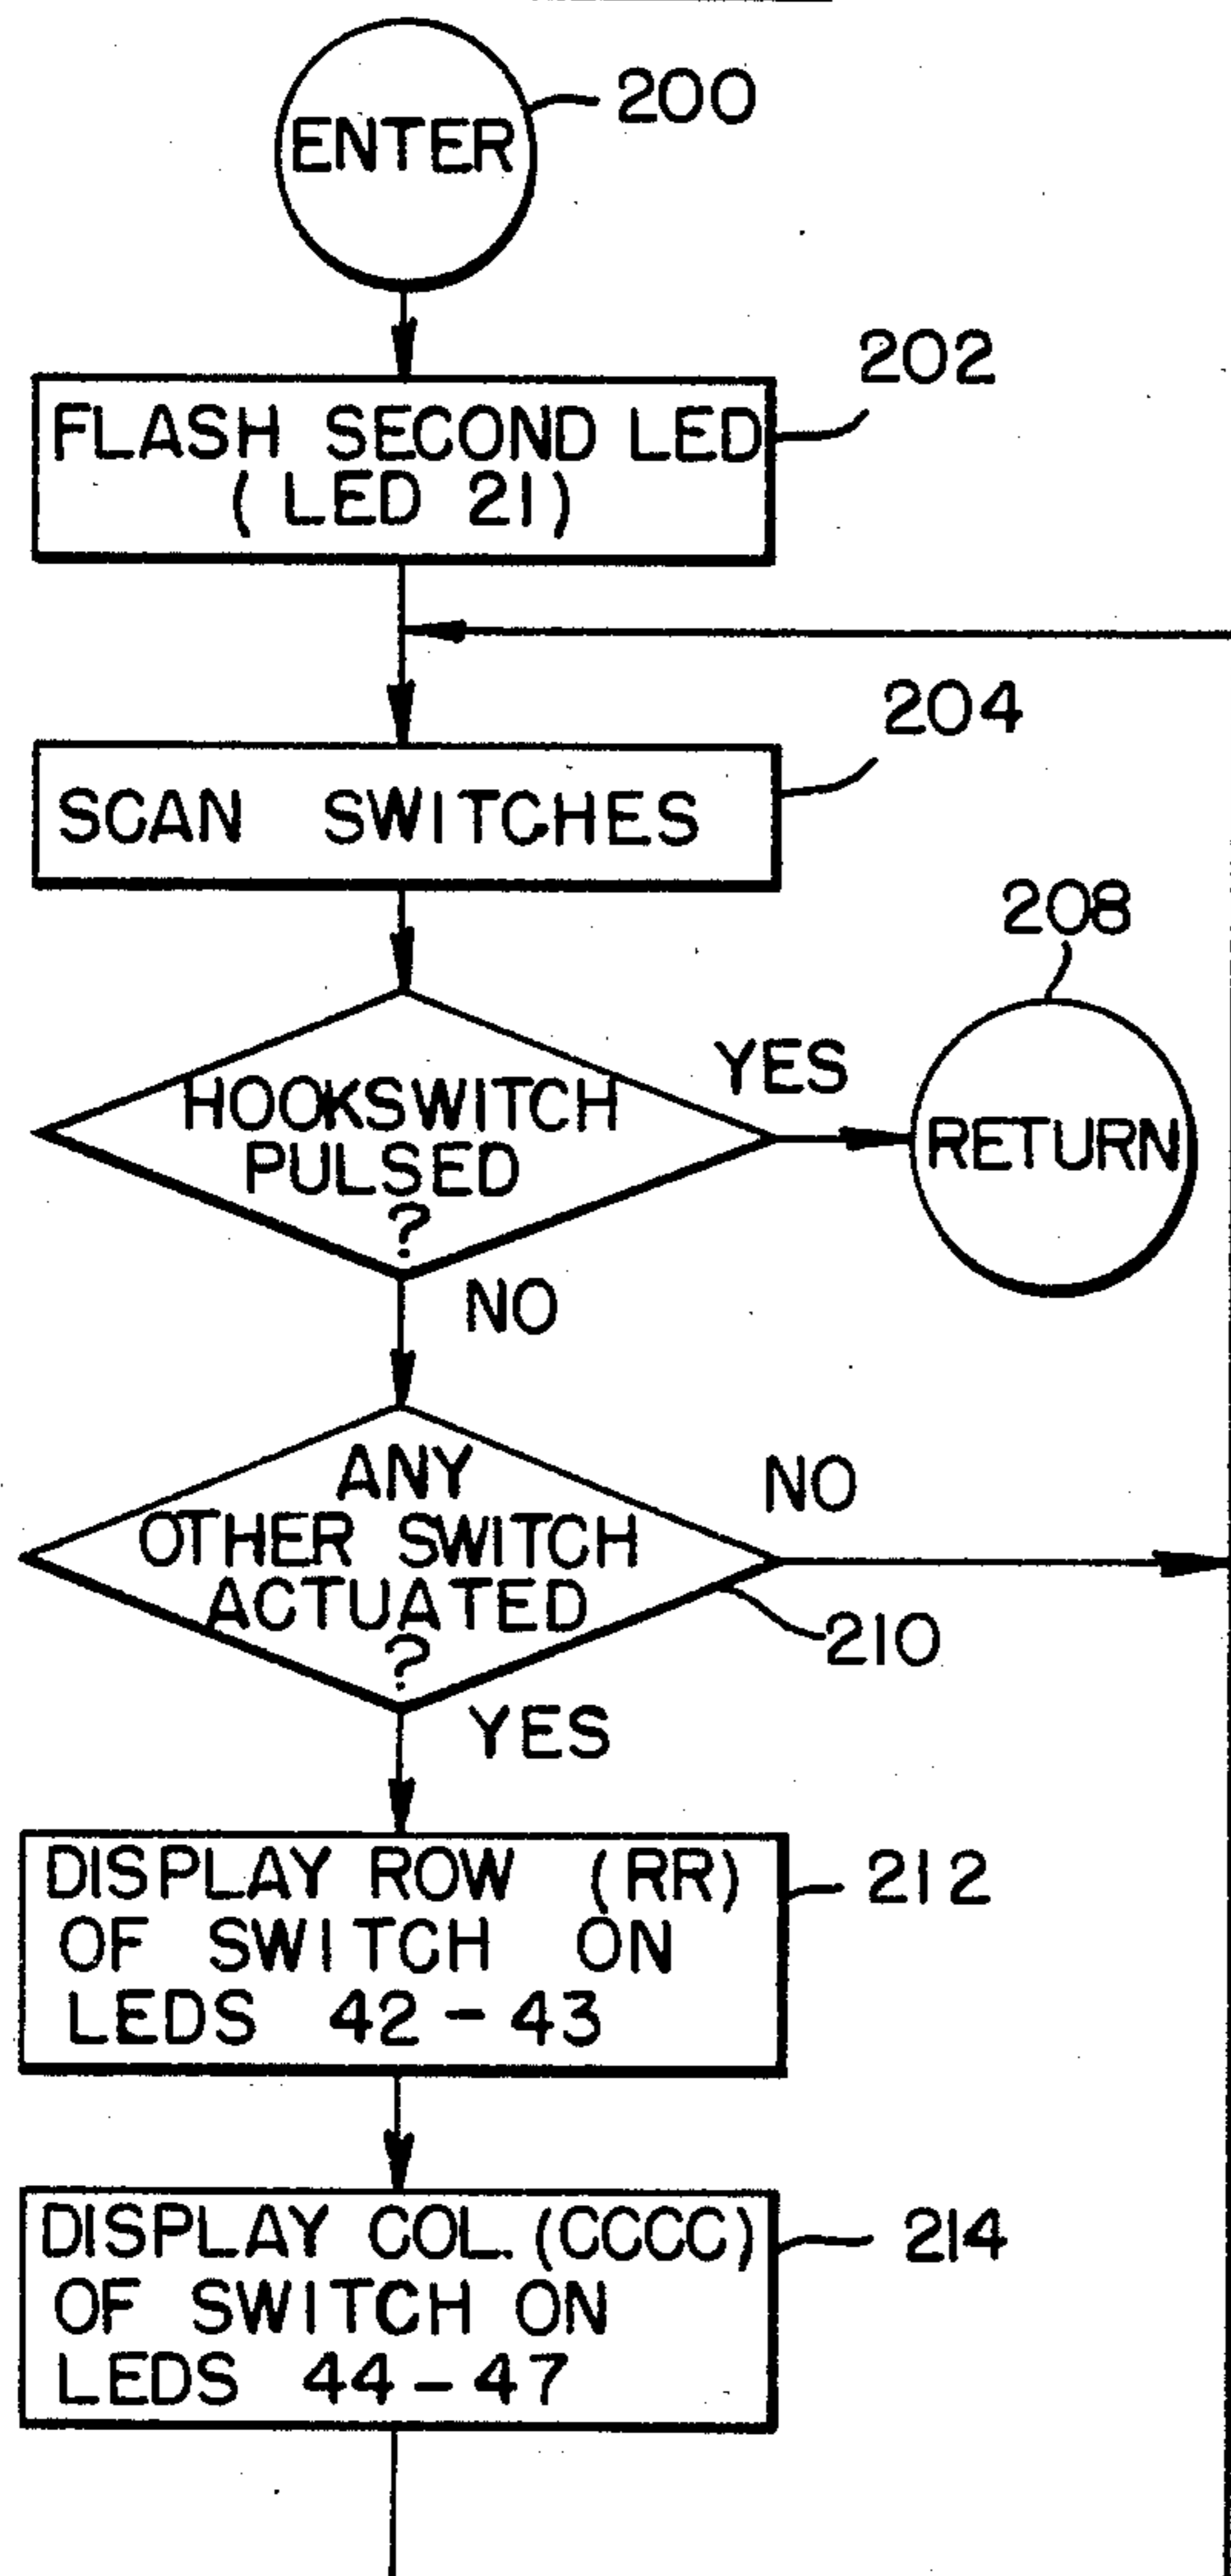 ENTER
200
202
FLASH SECOND LED
(LED 21)
204
SCAN SWITCHES
208
HOOKSWITCH
PULSED
?
YES
RETURN
NO
ANY
OTHER SWITCH
ACTUATED
?
NO
210
YES
DISPLAY ROW (RR)
OF SWITCH ON
LEDS 42-43
212
DISPLAY COL. (CCCC)
OF SWITCH ON
LEDS 44-47
214